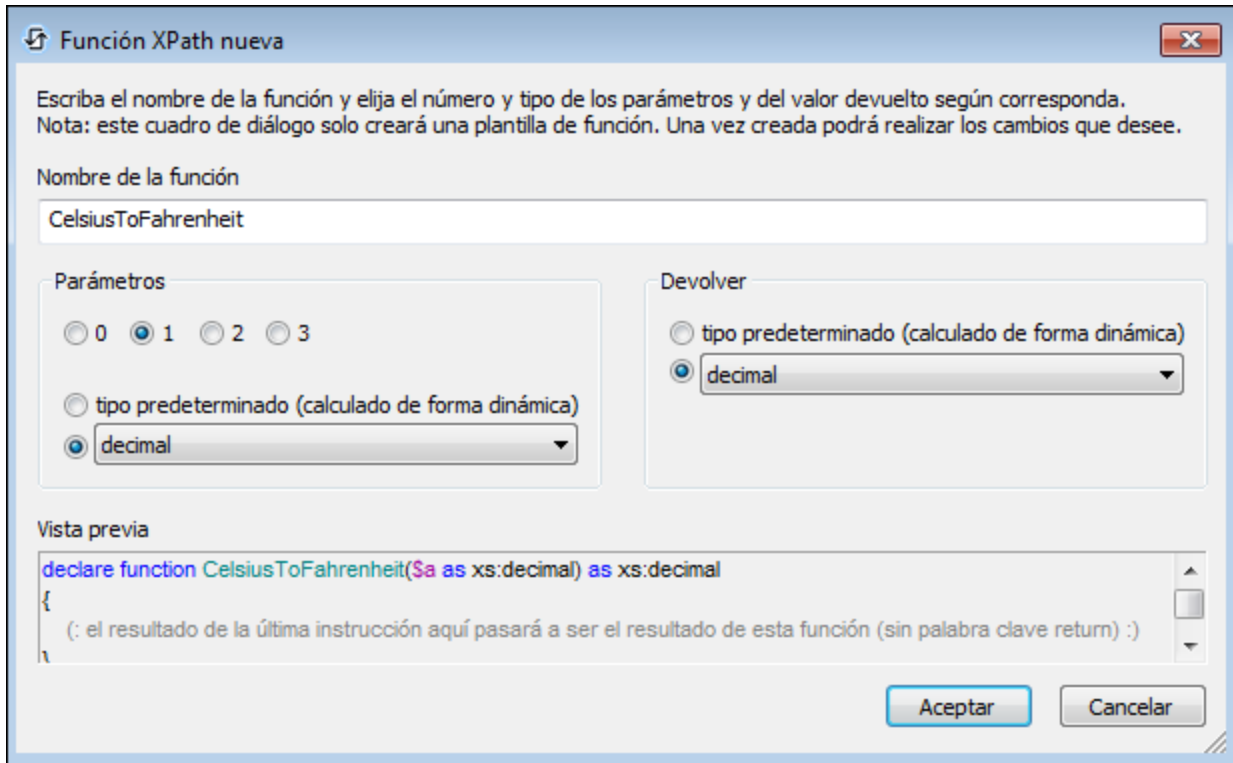 Función XPath nueva
Escriba el nombre de la función y elija el número y tipo de los parámetros y del valor devuelto según corresponda.
Nota: este cuadro de diálogo solo creará una plantilla de función. Una vez creada podrá realizar los cambios que desee.
Nombre de la función
CelsiusToFahrenheit
Parámetros
0 1 2 3
tipo predeterminado (calculado de forma dinámica)
decimal
Devolver
tipo predeterminado (calculado de forma dinámica)
decimal
Vista previa
declare function CelsiusToFahrenheit($a as xs:decimal) as xs:decimal
{
(: el resultado de la última instrucción aquí pasará a ser el resultado de esta función (sin palabra clave return) :)
}
Aceptar Cancelar